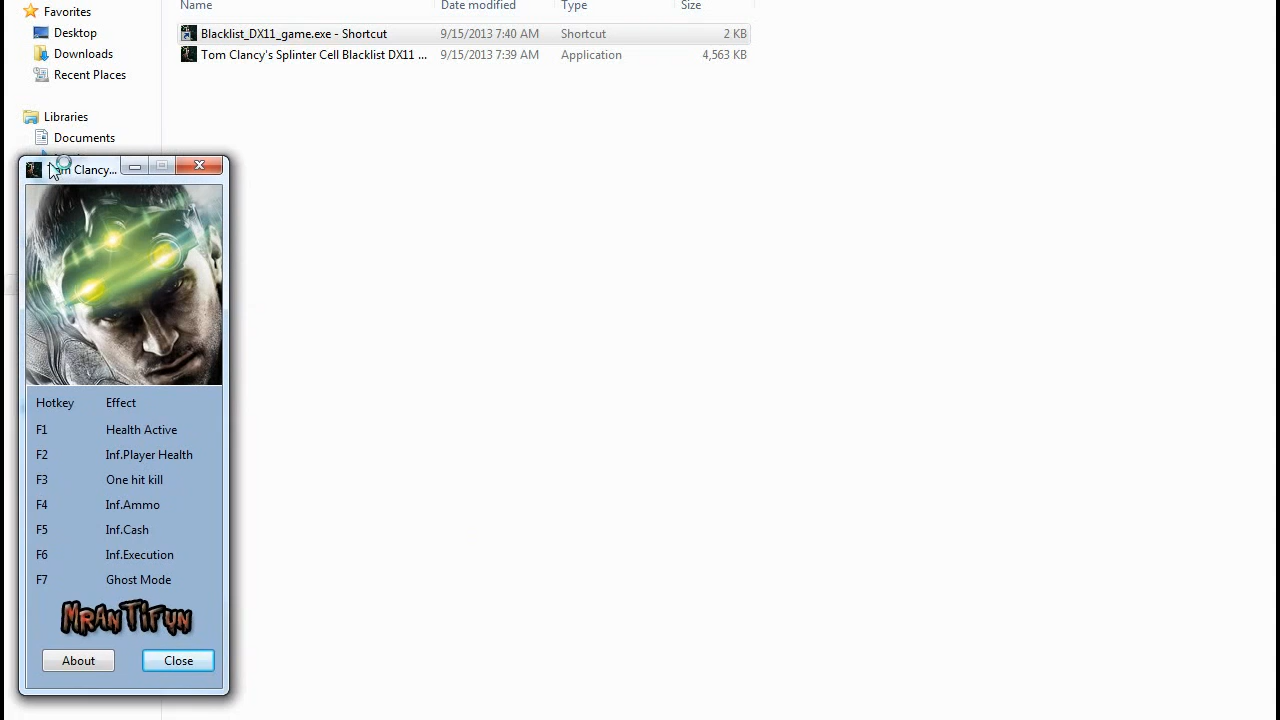 Name Date modified Type Size
Favorites
Desktop
Downloads
Recent Places
Libraries
Documents
Blacklist_DX11_game.exe - Shortcut 9/15/2013 7:40 AM Shortcut 2 KB
Tom Clancy's Splinter Cell Blacklist DX11 ... 9/15/2013 7:39 AM Application 4,563 KB
Clancy...
Hotkey Effect
F1 Health Active
F2 Inf.Player Health
F3 One hit kill
F4 Inf.Ammo
F5 Inf.Cash
F6 Inf.Execution
F7 Ghost Mode
MrAnTiFun
About Close